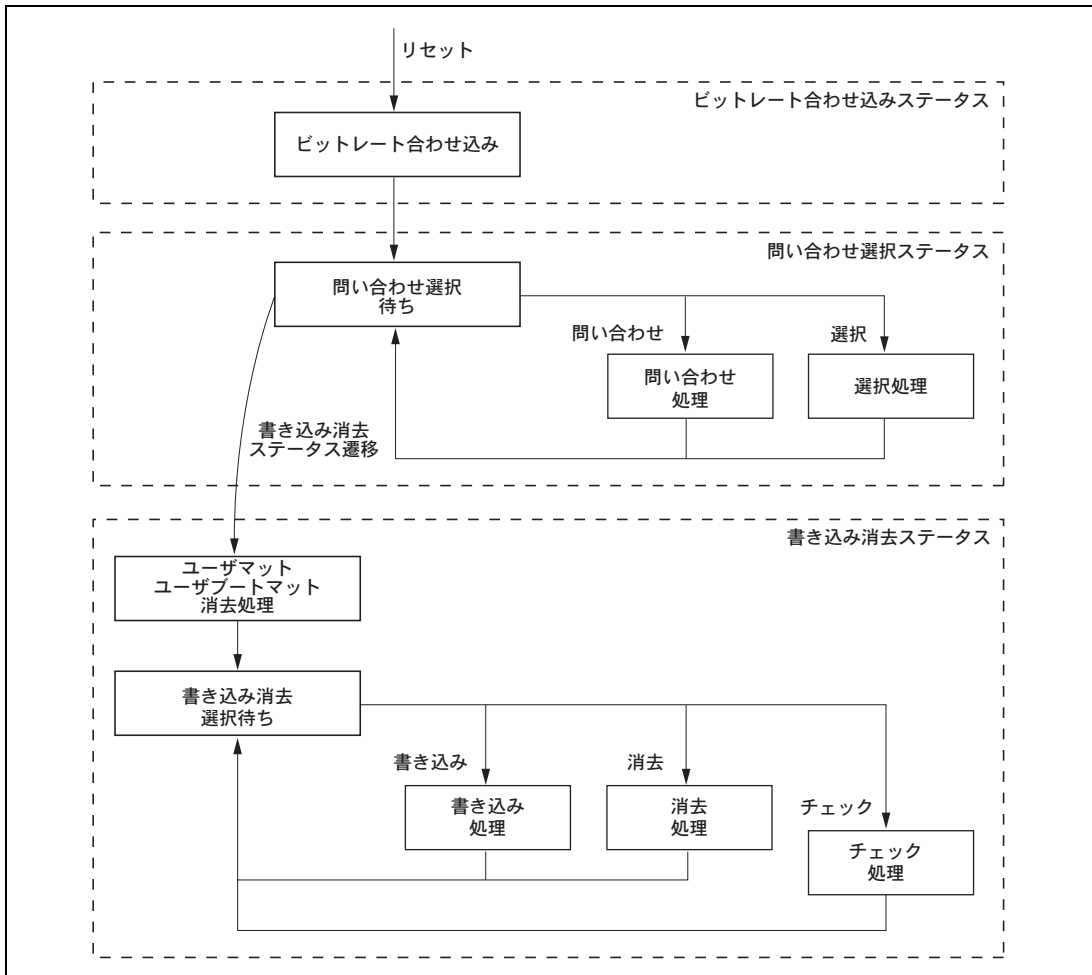 リセット
ビットレート合わせ込みステータス
ビットレート合わせ込み
問い合わせ選択ステータス
問い合わせ選択
待ち
問い合わせ
選択
問い合わせ
処理
選択処理
書き込み消去
ステータス遷移
書き込み消去ステータス
ユーザマット
ユーザブートマット
消去処理
書き込み消去
選択待ち
書き込み
消去
チェック
書き込み
処理
消去
処理
チェック
処理